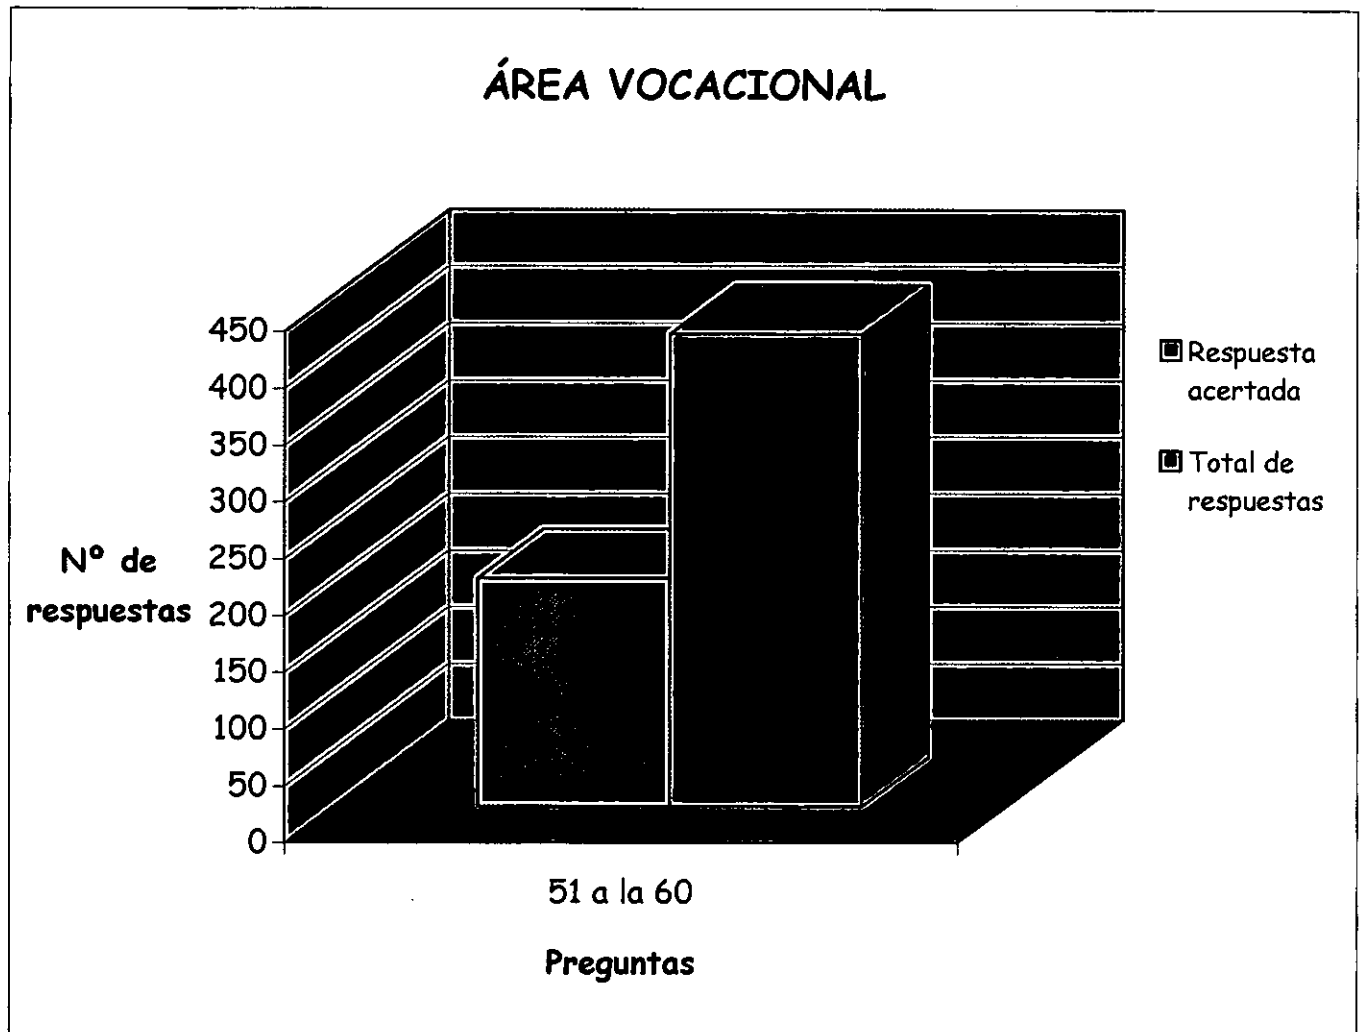 ÁREA VOCACIONAL
450
400
350
300
250
200
150
100
50
0
Nº de
respuestas
51 a la 60
Preguntas
Respuesta
acertada
Total de
respuestas